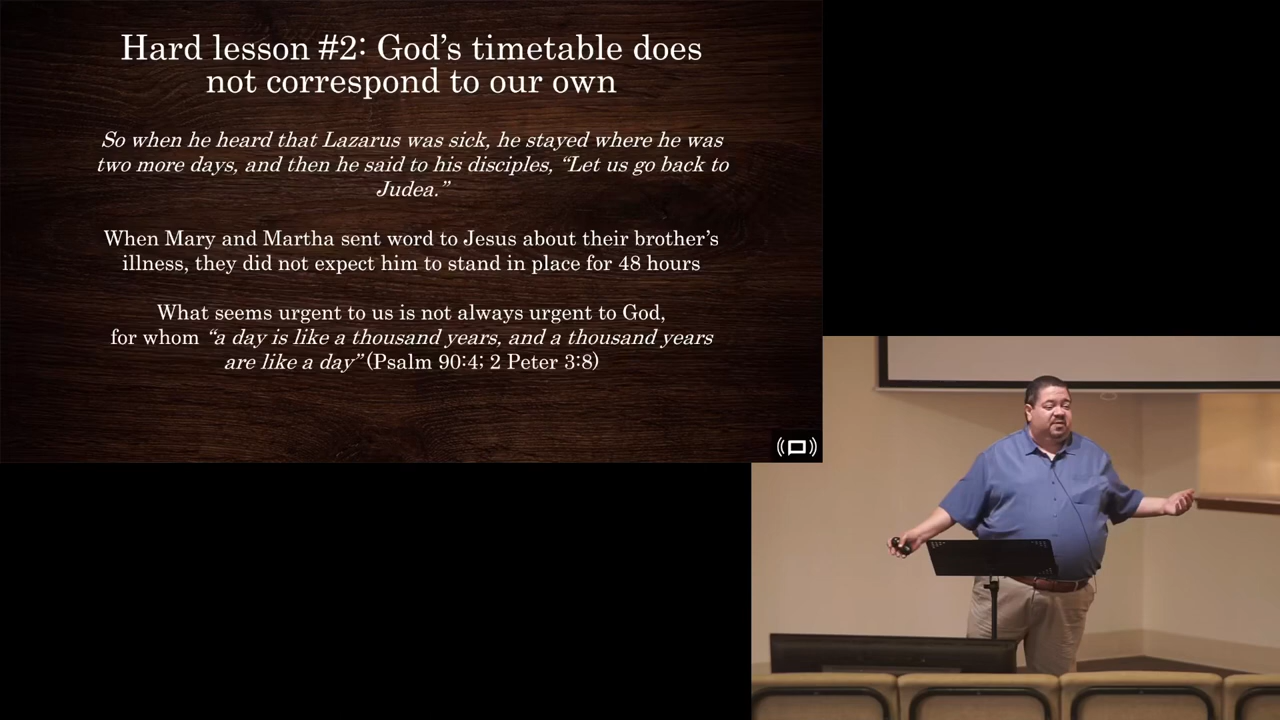 Hard lesson #2: God’s timetable does
not correspond to our own
So when he heard that Lazarus was sick, he stayed where he was
two more days, and then he said to his disciples, “Let us go back to
Judea.”
When Mary and Martha sent word to Jesus about their brother’s
illness, they did not expect him to stand in place for 48 hours
What seems urgent to us is not always urgent to God,
for whom “a day is like a thousand years, and a thousand years
are like a day” (Psalm 90:4; 2 Peter 3:8)